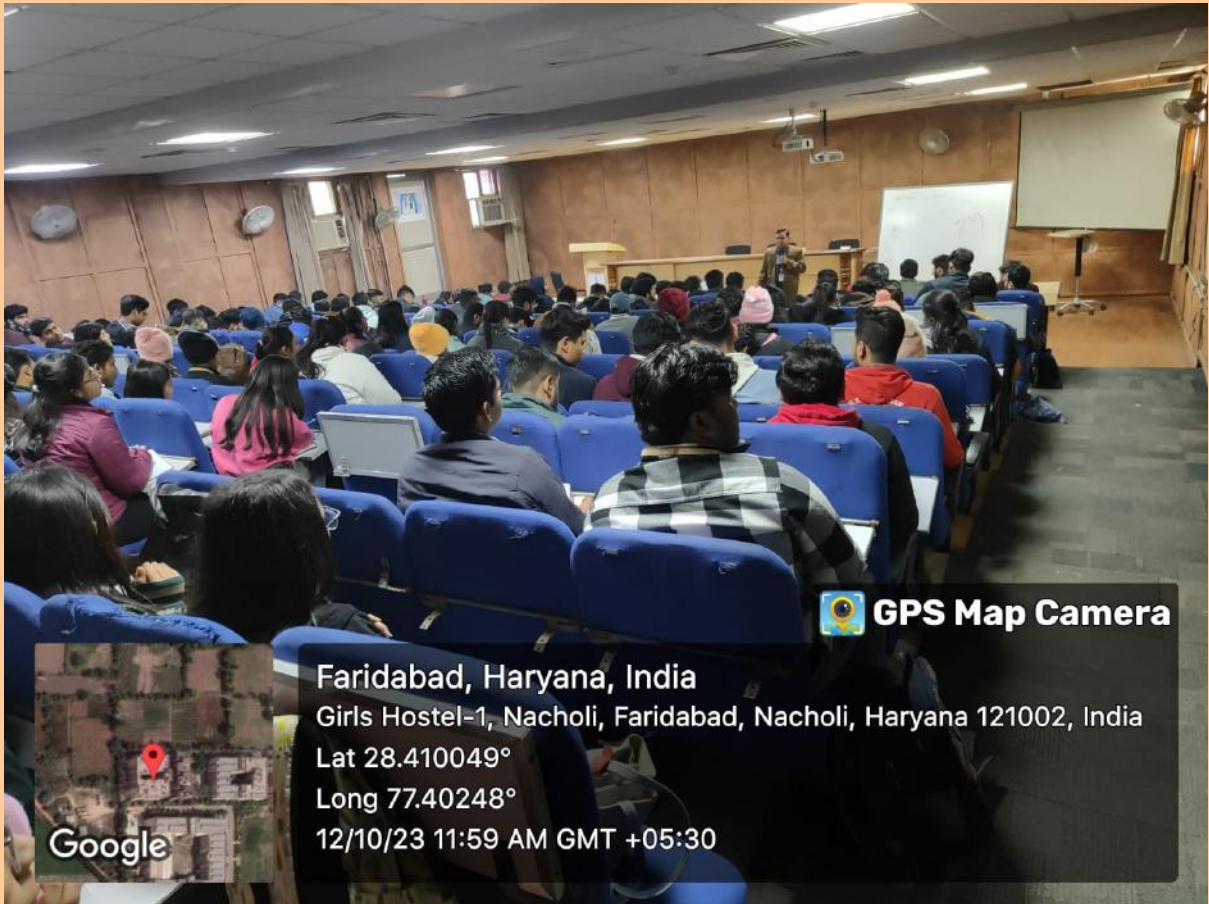 GPS Map Camera
Faridabad, Haryana, India
Girls Hostel-1, Nacholi, Faridabad, Nacholi, Haryana 121002, India
Lat 28.410049°
Long 77.40248°
12/10/23 11:59 AM GMT +05:30
Google